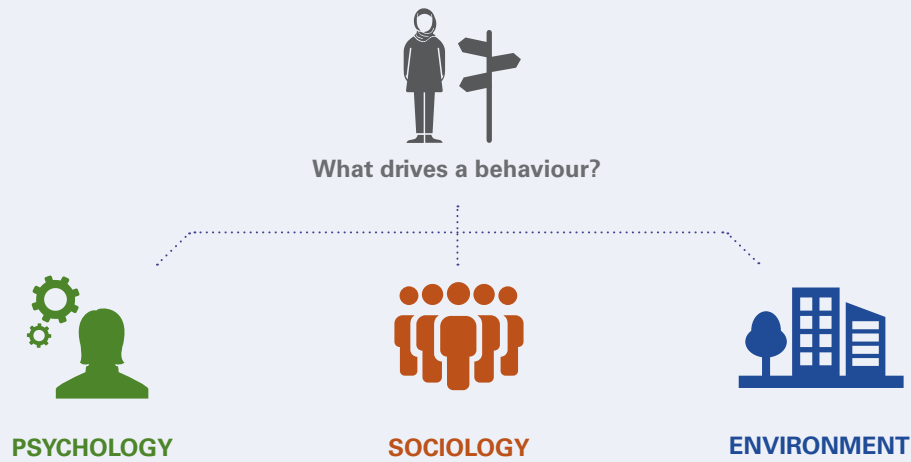 What drives a behaviour?
PSYCHOLOGY
SOCIOLOGY
ENVIRONMENT